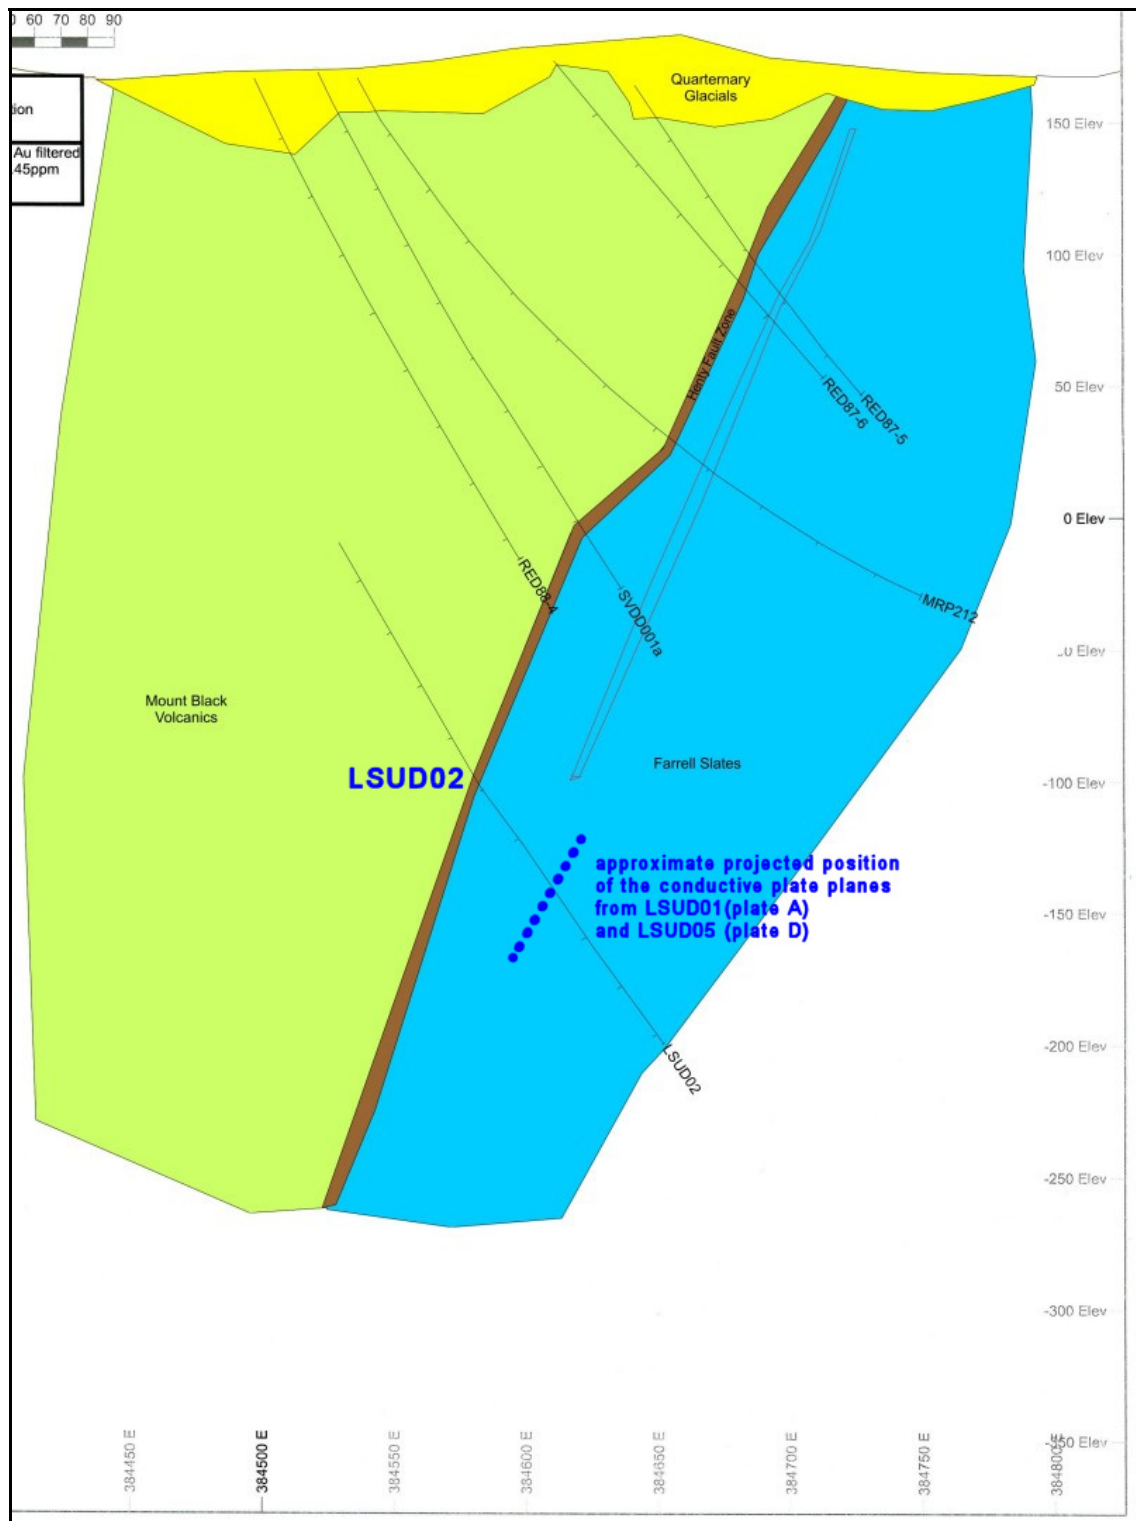 60 70 80 90
Au filtered
.45ppm
Quarternary
Glacials
150 Elev
100 Elev
Henty Fault Zone
50 Elev
RED87-6
RED87-5
0 Elev
RED88-4
SVDD001a
MRP212
Elev
Mount Black
Volcanics
Farrell Slates
LSUD02
-100 Elev
approximate projected position
of the conductive plate planes
from LSUD01(plate A)
and LSUD05 (plate D)
-150 Elev
-200 Elev
LSUD02
-250 Elev
-300 Elev
-350 Elev
384450 E
384500 E
384550 E
384600 E
384650 E
384700 E
384750 E
384800 E